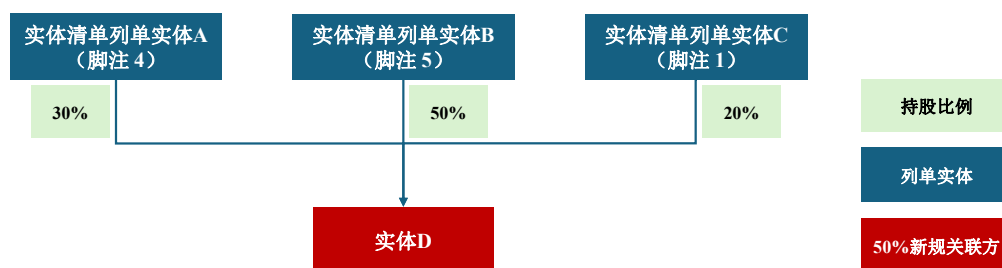 实体清单列单实体A
（脚注 4）
实体清单列单实体B
（脚注 5）
实体清单列单实体C
（脚注 1）
30%
50%
20%
实体D
持股比例
列单实体
50%新规关联方